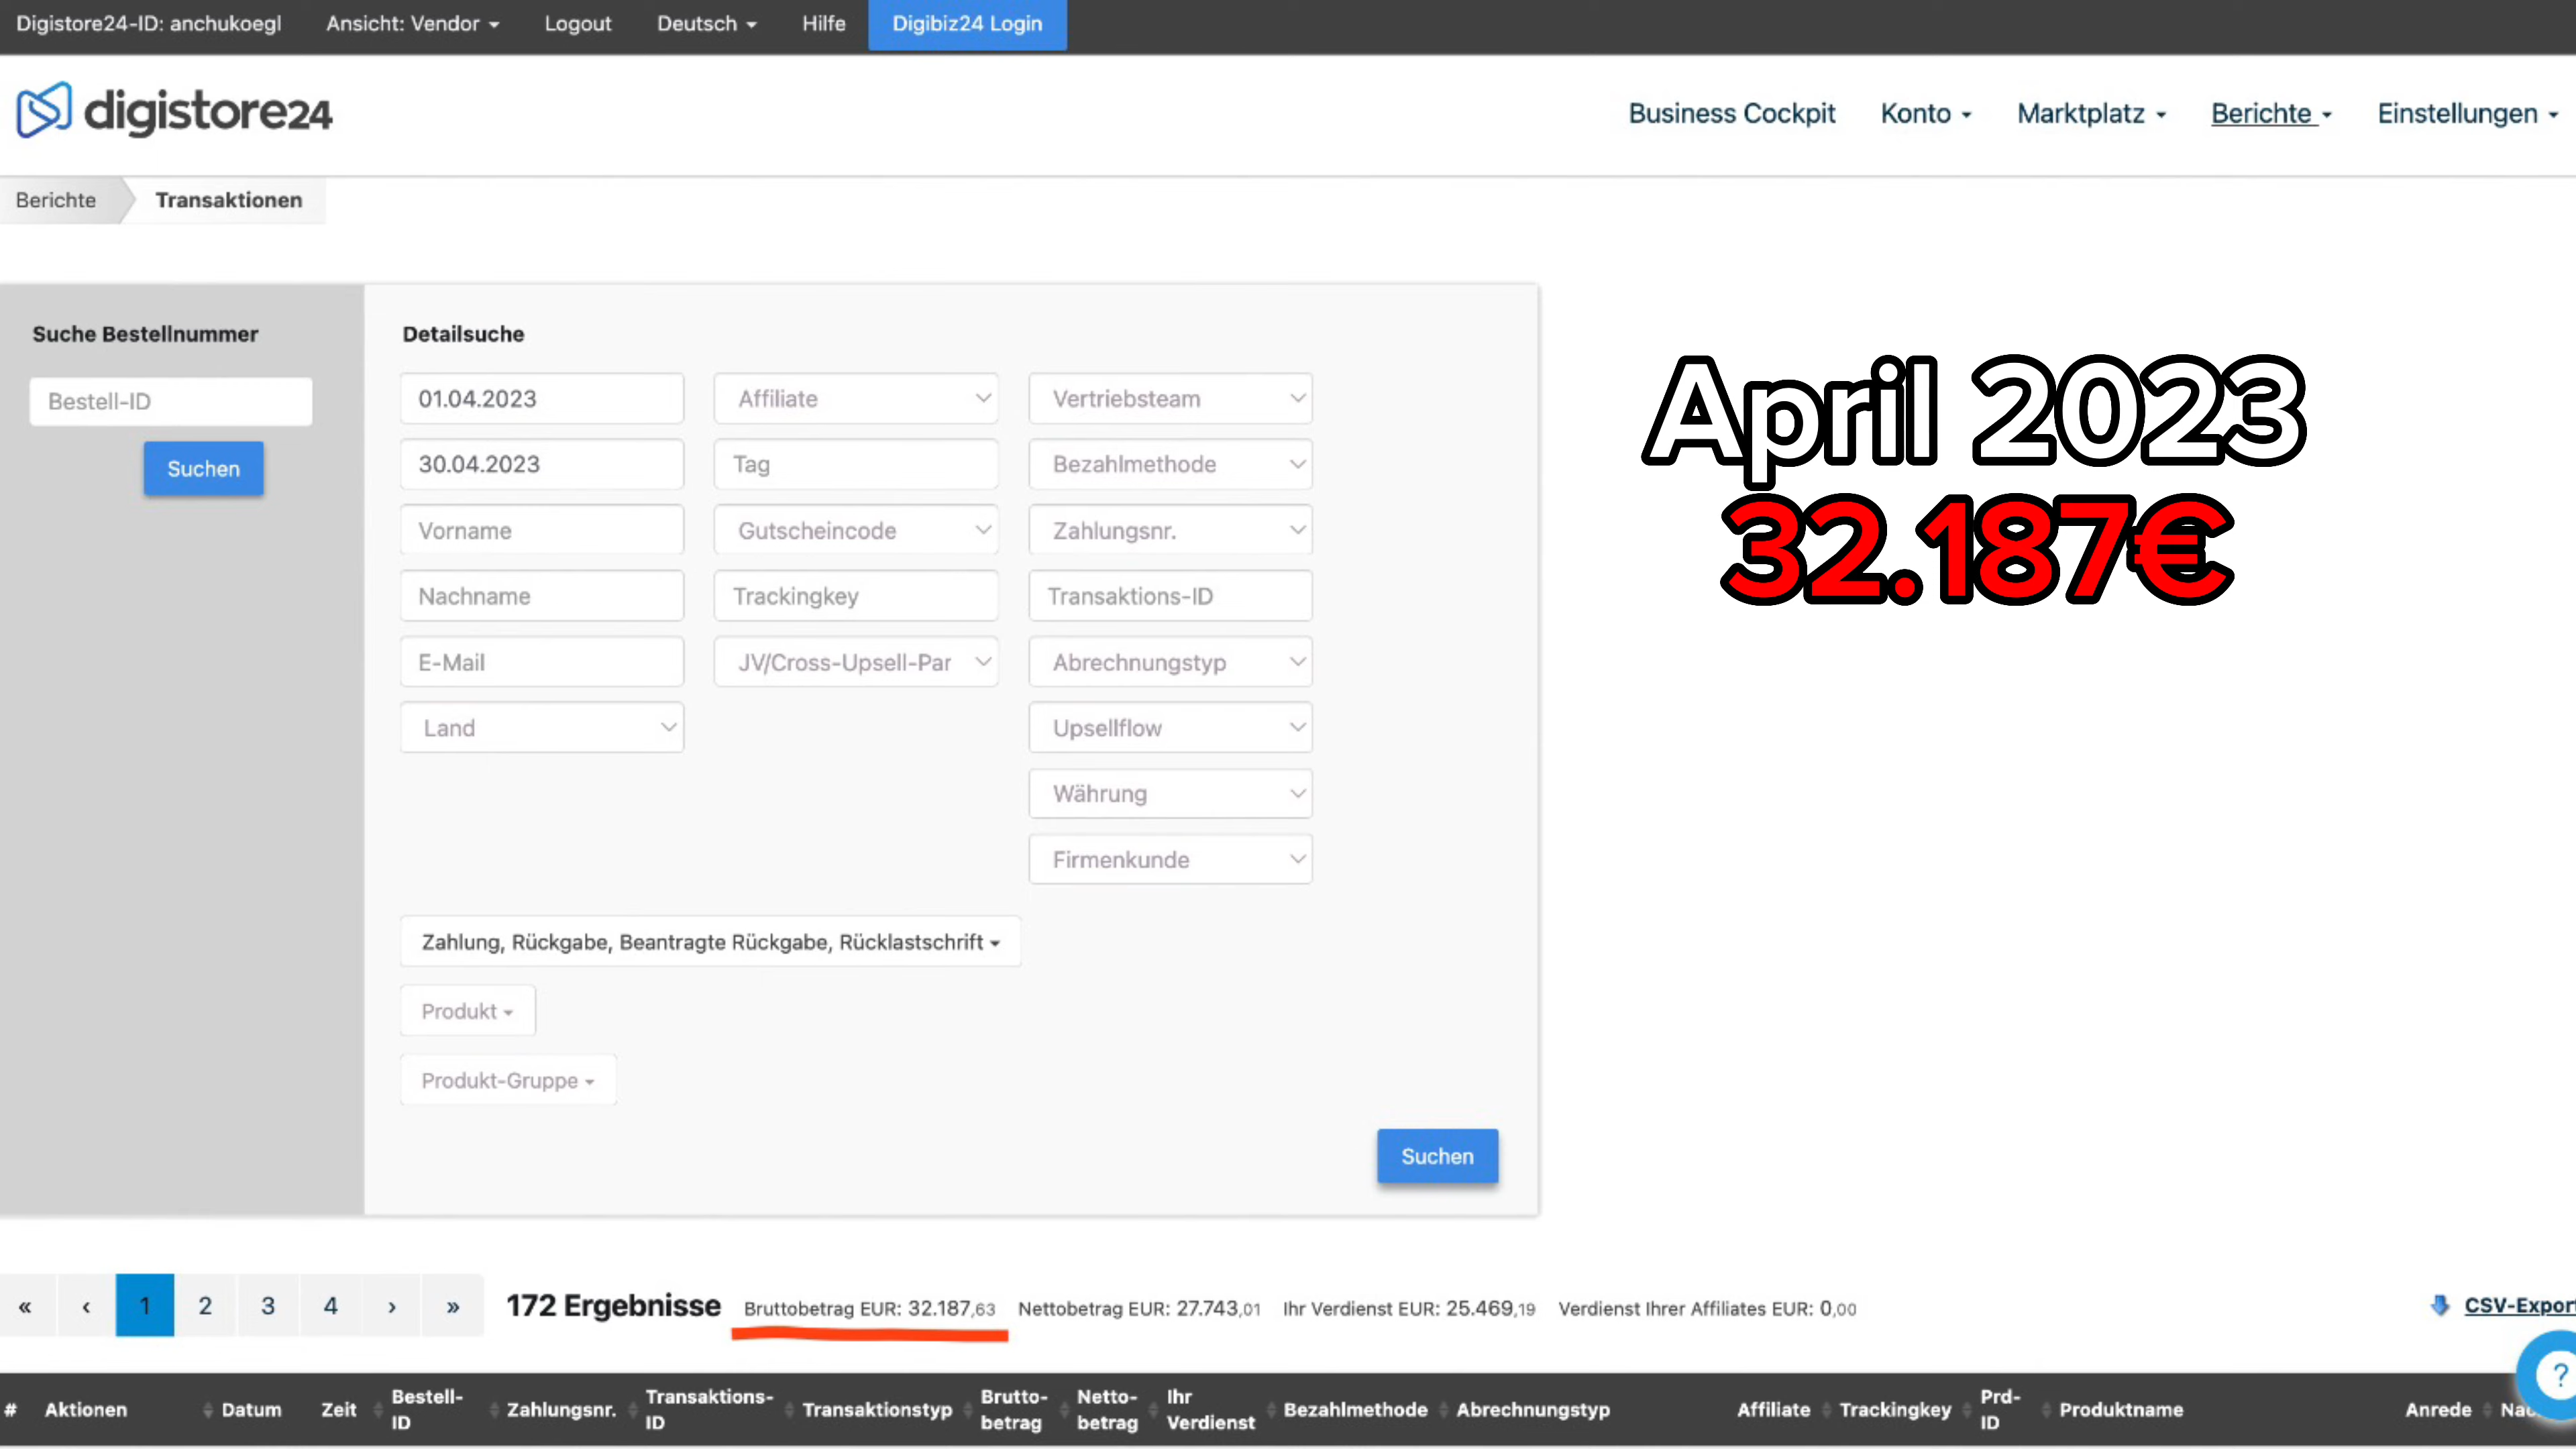 Digistore24-ID: anchukoegl Ansicht: Vendor Logout Deutsch Hilfe Digibiz24 Login
digistore24 Business Cockpit Konto Marktplatz Berichte Einstellungen
Berichte Transaktionen
Suche Bestellnummer
Bestell-ID
Suchen
Detailsuche
01.04.2023 Affiliate Vertriebsteam
30.04.2023 Tag Bezahlmethode
Vorname Gutscheincode Zahlungsnr.
Nachname Trackingkey Transaktions-ID
E-Mail JV/Cross-Upsell-Par Abrechnungstyp
Land Upsellflow
Währung
Firmenkunde
Zahlung, Rückgabe, Beantragte Rückgabe, Rücklastschrift
Produkt
Produkt-Gruppe
Suchen
April 2023
32.187€
« ‹ 1 2 3 4 › » 172 Ergebnisse Bruttobetrag EUR: 32.187,63 Nettobetrag EUR: 27.743,01 Ihr Verdienst EUR: 25.469,19 Verdienst Ihrer Affiliates EUR: 0,00 CSV-Export
?
# Aktionen Datum Zeit Bestell-ID Zahlungsnr. Transaktions-ID Transaktionstyp Brutto-betrag Netto-betrag Ihr Verdienst Bezahlmethode Abrechnungstyp Affiliate Trackingkey Prd-ID Produktname Anrede